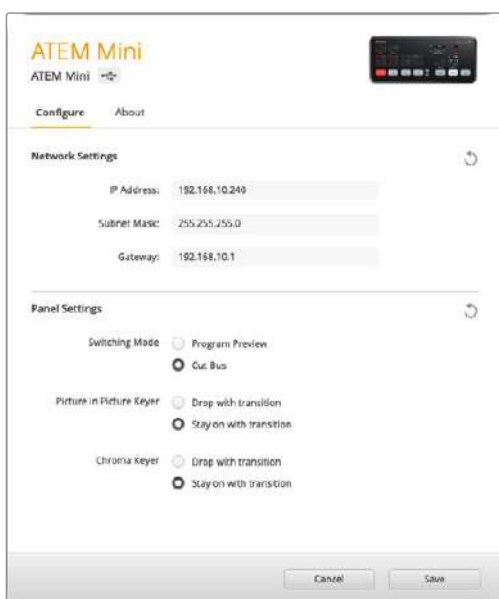 ATEM Mini
ATEM Mini
Configure About
Network Settings
IP Address: 192.168.10.240
Subnet Mask: 255.255.255.0
Gateway: 192.168.10.1
Panel Settings
Switching Mode Program Preview
Cut Bus
Picture in Picture Keyer Drop with transition
Stay on with transition
Chroma Keyer Drop with transition
Stay on with transition
Cancel Save